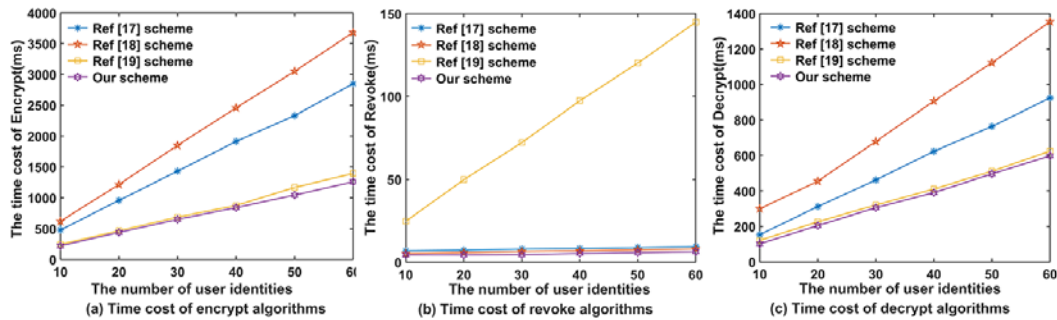 4000
3500
3000
2500
2000
1500
1000
500
0
The time cost of Encrypt(ms)
Ref [17] scheme
Ref [18] scheme
Ref [19] scheme
Our scheme
10 20 30 40 50 60
The number of user identities
(a) Time cost of encrypt algorithms
150
100
50
0
The time cost of Revoke(ms)
Ref [17] scheme
Ref [18] scheme
Ref [19] scheme
Our scheme
10 20 30 40 50 60
The number of user identities
(b) Time cost of revoke algorithms
1400
1200
1000
800
600
400
200
0
The time cost of Decrypt(ms)
Ref [17] scheme
Ref [18] scheme
Ref [19] scheme
Our scheme
10 20 30 40 50 60
The number of user identities
(c) Time cost of decrypt algorithms